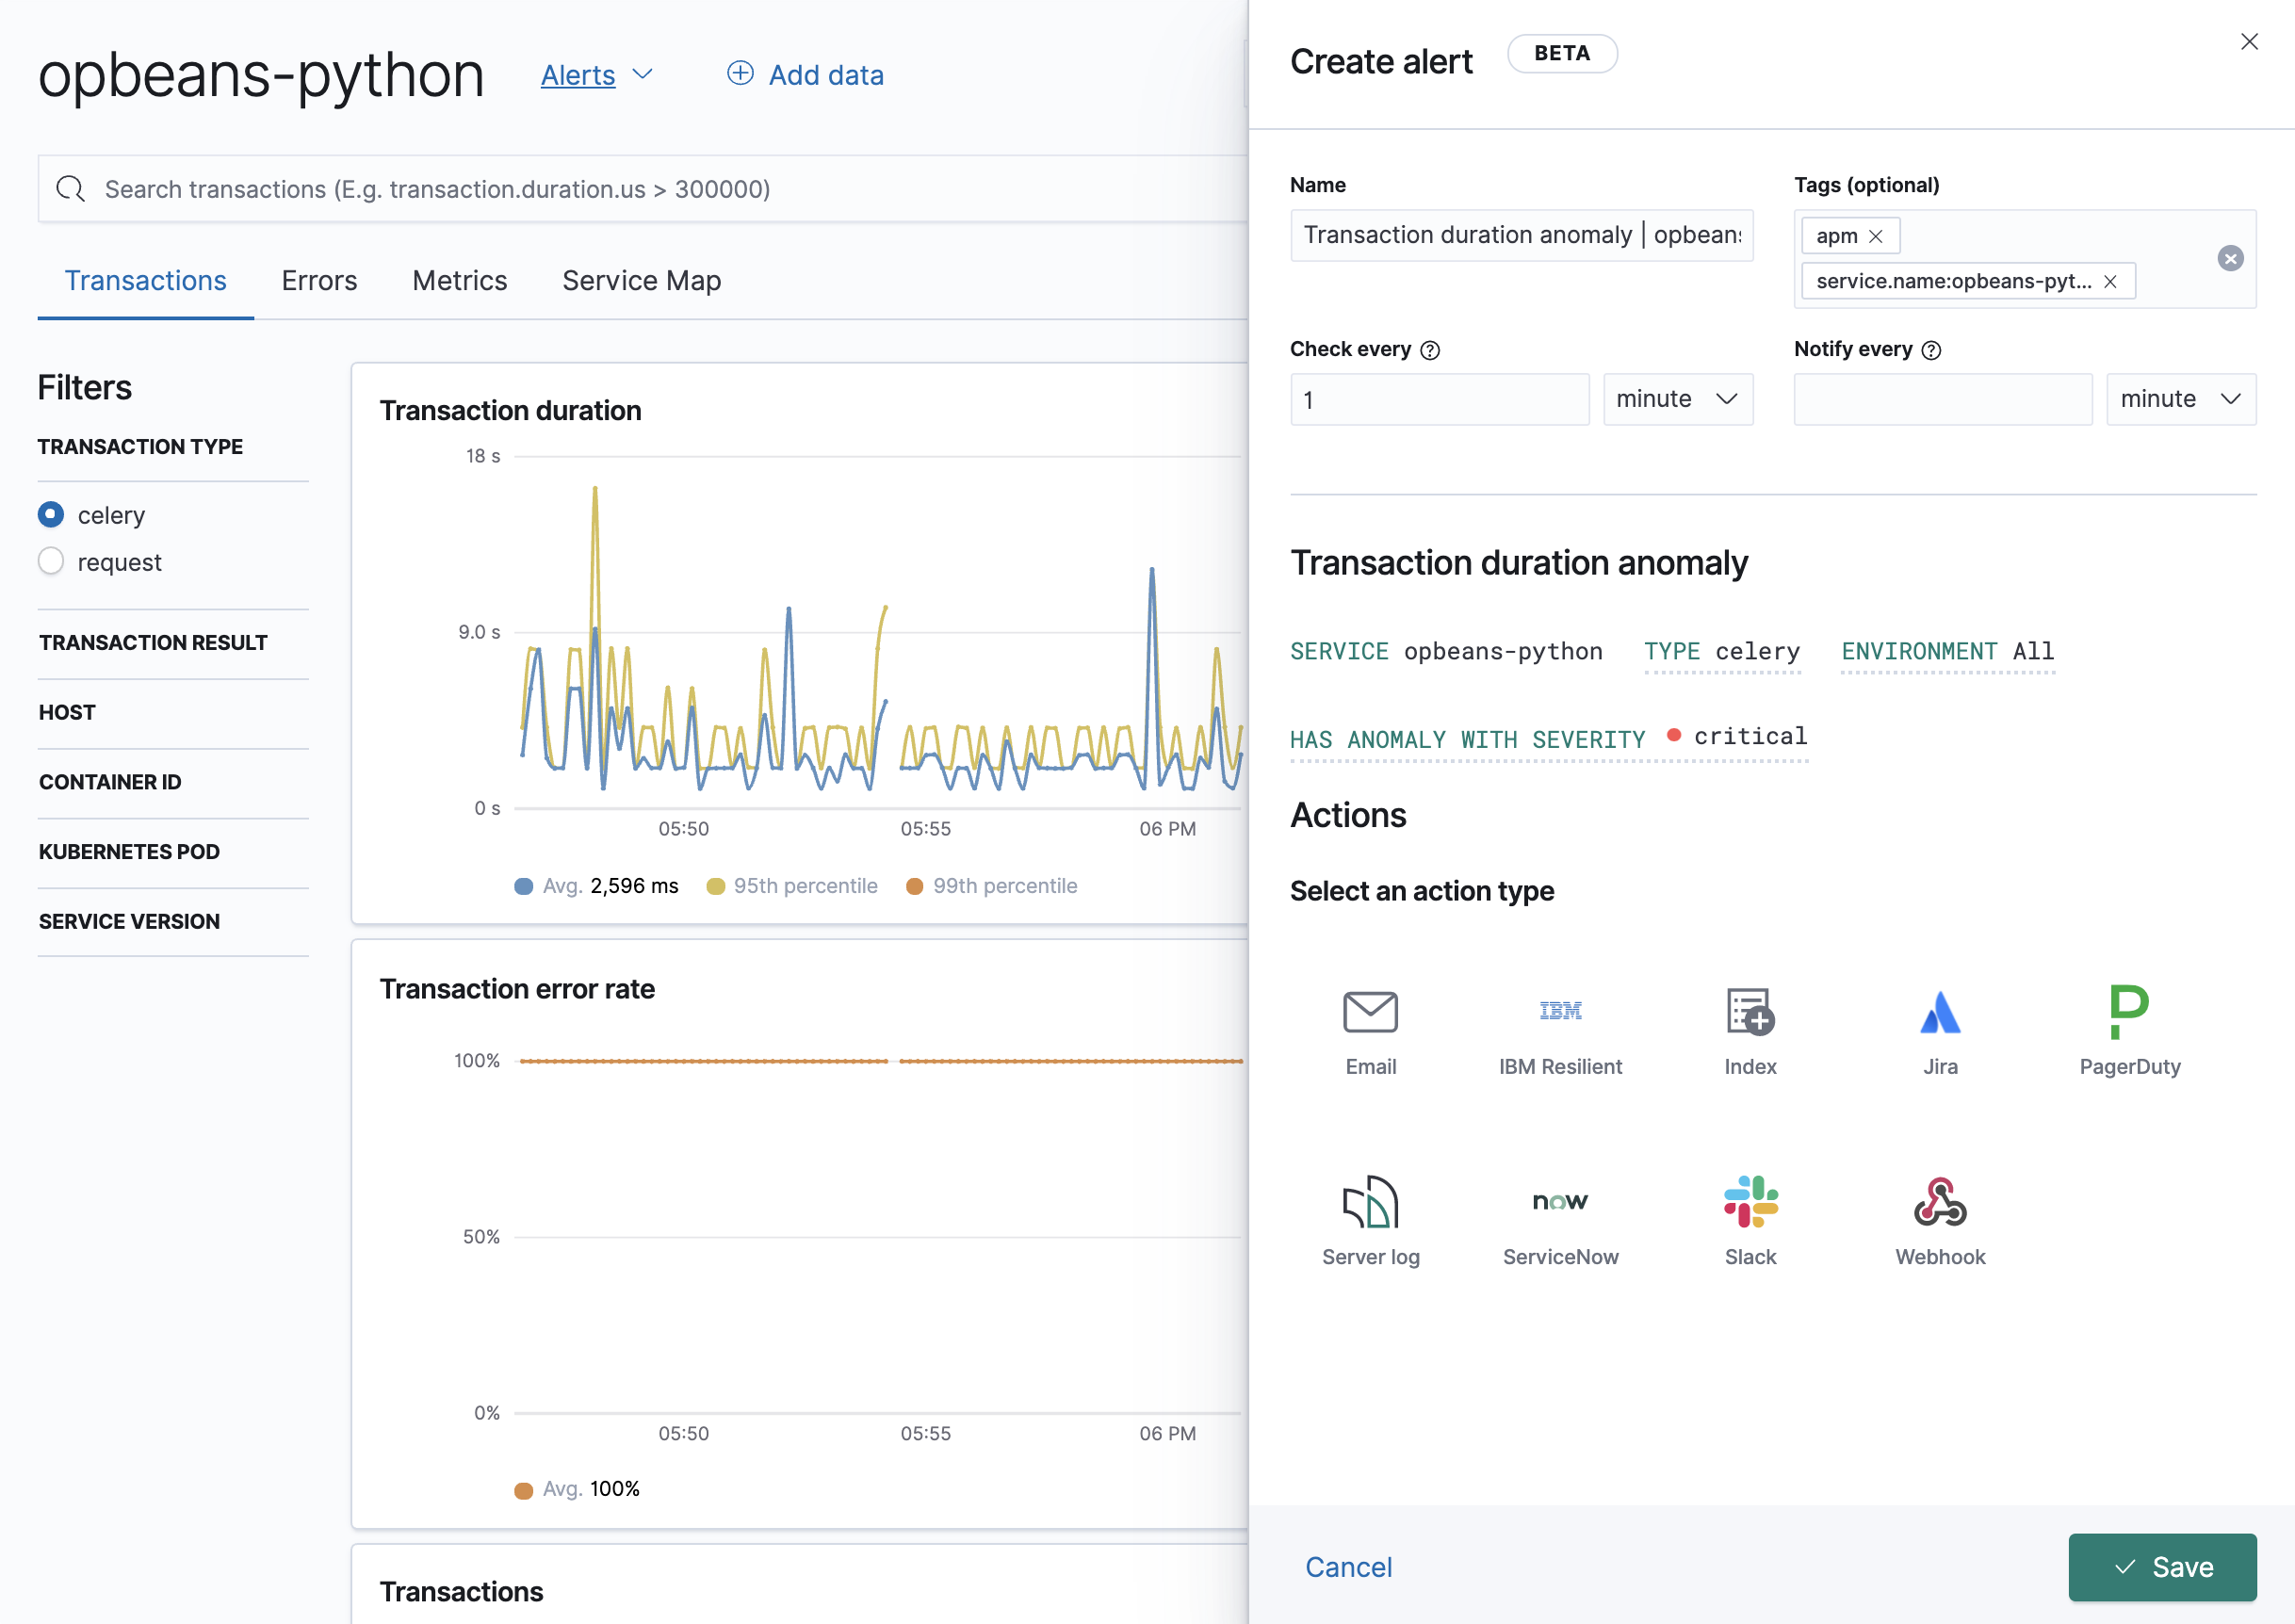 opbeans-python
Alerts
Add data
Search transactions (E.g. transaction.duration.us > 300000)
Transactions
Errors
Metrics
Service Map
Filters
TRANSACTION TYPE
celery
request
TRANSACTION RESULT
HOST
CONTAINER ID
KUBERNETES POD
SERVICE VERSION
Transaction duration
18 s
9.0 s
0 s
05:50
05:55
06 PM
Avg. 2,596 ms
95th percentile
99th percentile
Transaction error rate
100%
50%
0%
05:50
05:55
06 PM
Avg. 100%
Transactions
Create alert
BETA
Name
Transaction duration anomaly | opbeans
Tags (optional)
apm
service.name:opbeans-pyt...
Check every
1
minute
Notify every
minute
Transaction duration anomaly
SERVICE opbeans-python
TYPE celery
ENVIRONMENT All
HAS ANOMALY WITH SEVERITY critical
Actions
Select an action type
IBM
Email
IBM Resilient
Index
Jira
P
PagerDuty
now
Server log
ServiceNow
Slack
Webhook
Cancel
Save